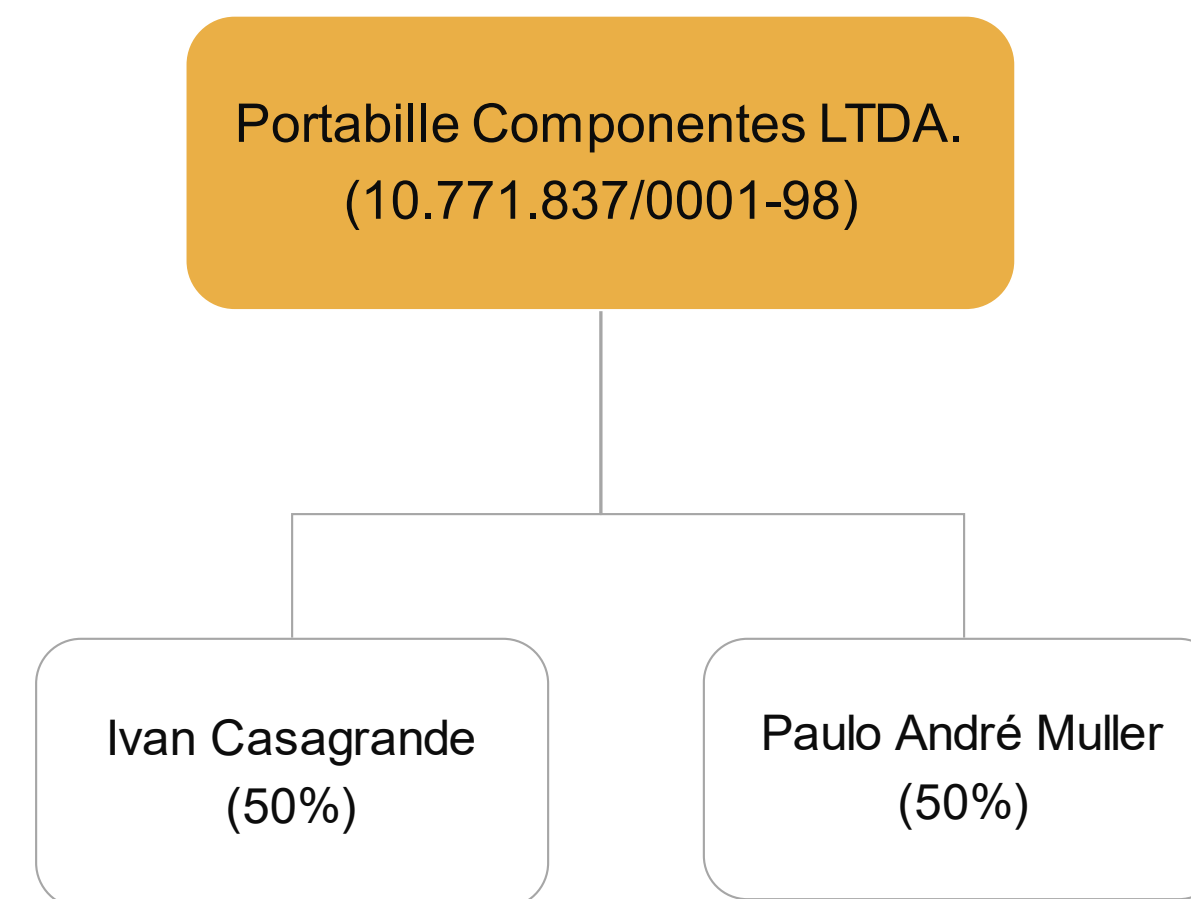 Portabille Componentes LTDA.
(10.771.837/0001-98)
Ivan Casagrande
(50%)
Paulo André Muller
(50%)